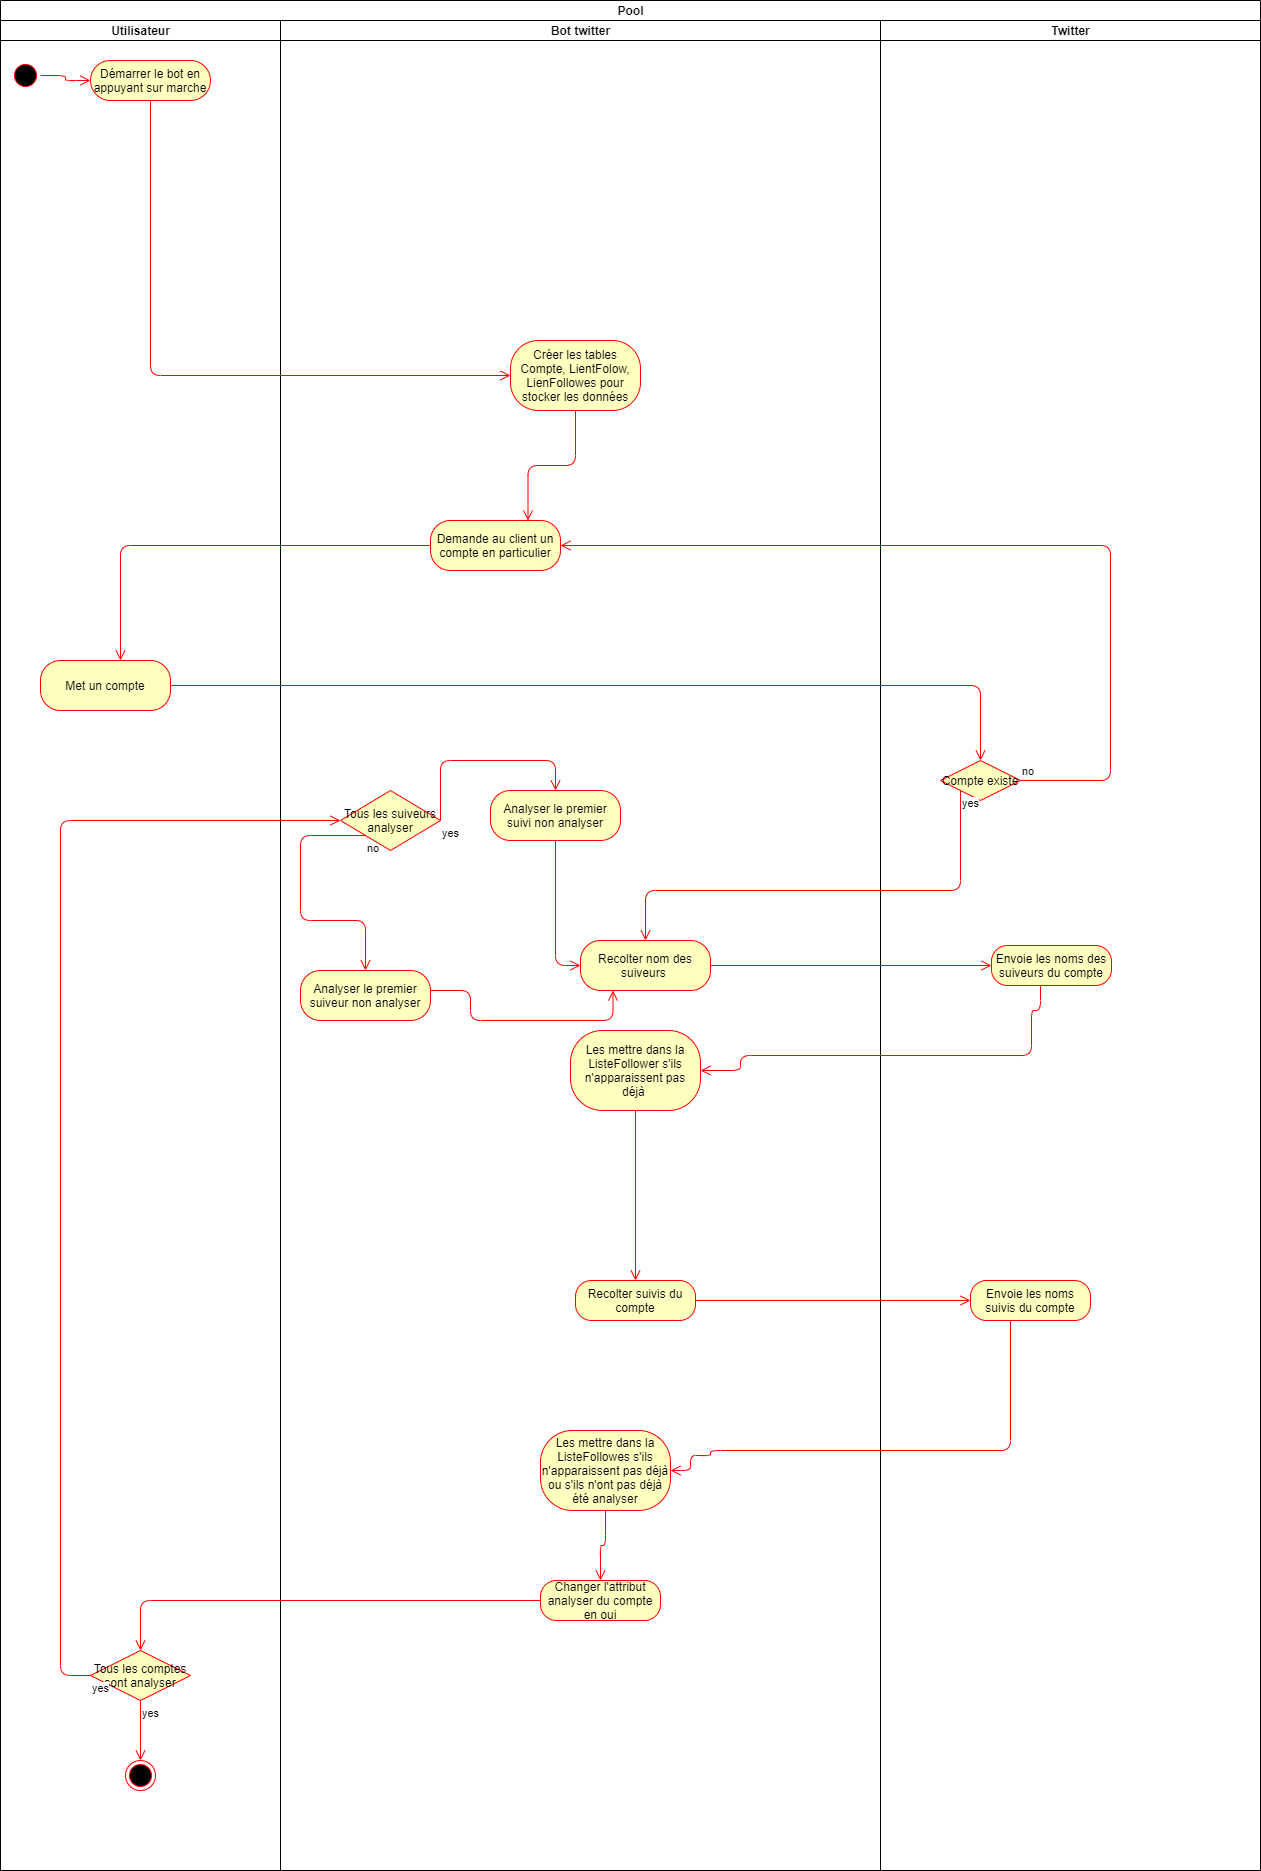 Pool
Utilisateur
Bot twitter
Twitter
Démarrer le bot en
appuyant sur marche
Créer les tables
Compte, LientFolow,
LienFollowes pour
stocker les données
Demande au client un
compte en particulier
Met un compte
Compte existe
no
yes
Tous les suiveurs
analyser
yes
no
Analyser le premier
suivi non analyser
Recolter nom des
suiveurs
Envoie les noms des
suiveurs du compte
Analyser le premier
suiveur non analyser
Les mettre dans la
ListeFollower s'ils
n'apparaissent pas
déjà
Recolter suivis du
compte
Envoie les noms
suivis du compte
Les mettre dans la
ListeFollowes s'ils
n'apparaissent pas déjà
ou s'ils n'ont pas déjà
été analyser
Changer l'attribut
analyser du compte
en oui
Tous les comptes
sont analyser
yes
yes